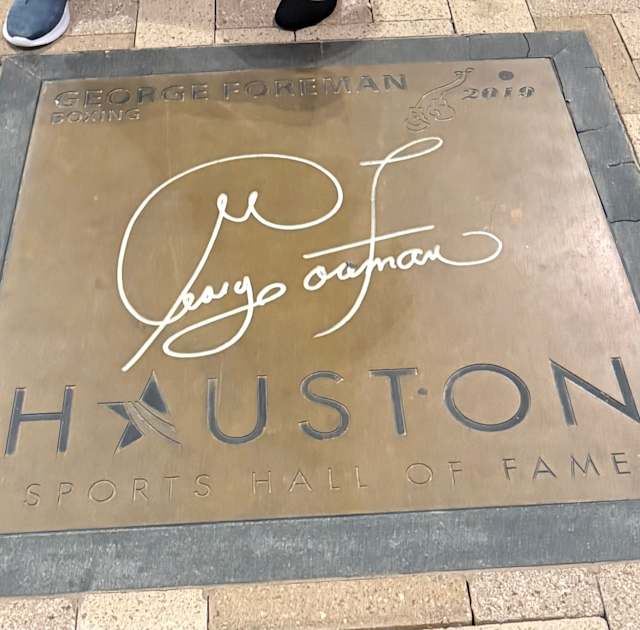 GEORGE FOREMAN 2019
BOXING
George Foreman
HOUSTON
SPORTS HALL OF FAME